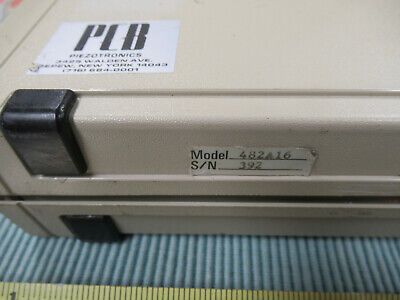 PCB
PIEZOTRONICS
3425 WALDEN AVE.
DEPEW, NEW YORK 14043
(716) 684-0001
Model 482A16
S/N 392